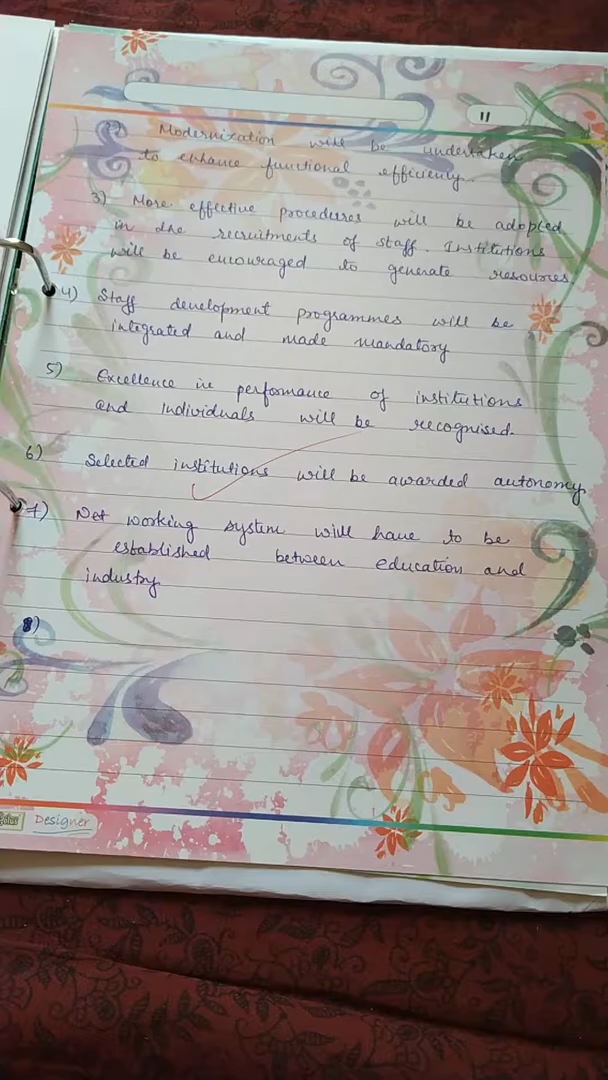 11
2) Modernization will be undertaken
to enhance functional efficiency.
3) More effective procedures will be adopted
in the recruitments of staff. Institutions
will be encouraged to generate resources.
4) Staff development programmes will be
integrated and made mandatory
5) Excellence in performance of institutions
and individuals will be recognised.
6) Selected institutions will be awarded autonomy
7) Net working system will have to be
established between education and
industry
8)
Designer